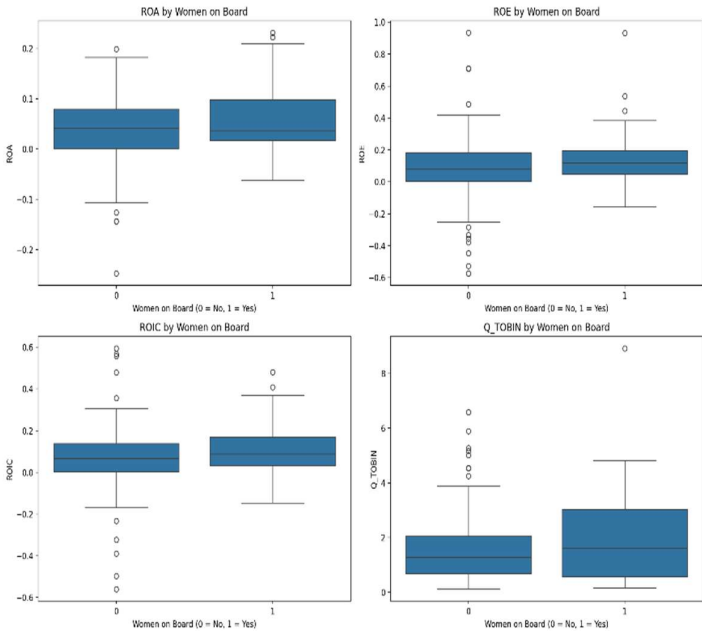 ROA by Women on Board
0.2
0.1
0.0
−0.1
−0.2
ROA
0 1
Women on Board (0 = No, 1 = Yes)
ROE by Women on Board
1.0
0.8
0.6
0.4
0.2
0.0
−0.2
−0.4
−0.6
ROE
0 1
Women on Board (0 = No, 1 = Yes)
ROIC by Women on Board
0.6
0.4
0.2
0.0
−0.2
−0.4
−0.6
ROIC
0 1
Women on Board (0 = No, 1 = Yes)
Q_TOBIN by Women on Board
8
6
4
2
0
Q_TOBIN
0 1
Women on Board (0 = No, 1 = Yes)